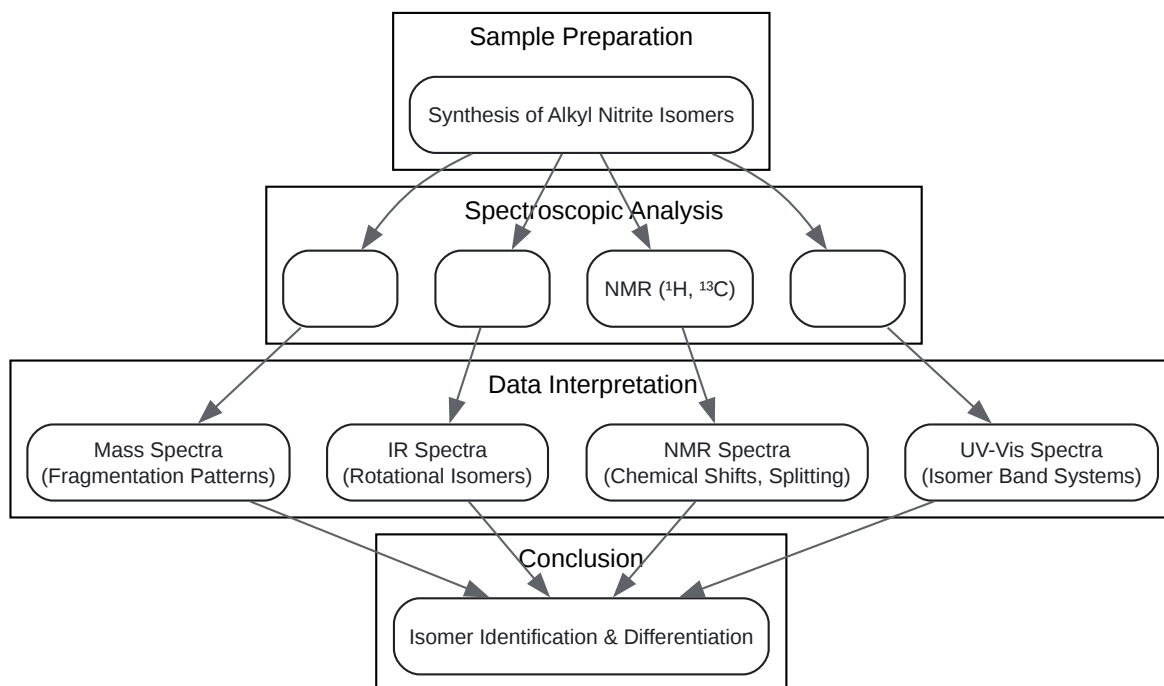 Sample Preparation
Synthesis of Alkyl Nitrite Isomers
Spectroscopic Analysis
NMR (¹H, ¹³C)
Data Interpretation
Mass Spectra
(Fragmentation Patterns)
IR Spectra
(Rotational Isomers)
NMR Spectra
(Chemical Shifts, Splitting)
UV-Vis Spectra
(Isomer Band Systems)
Conclusion
Isomer Identification & Differentiation